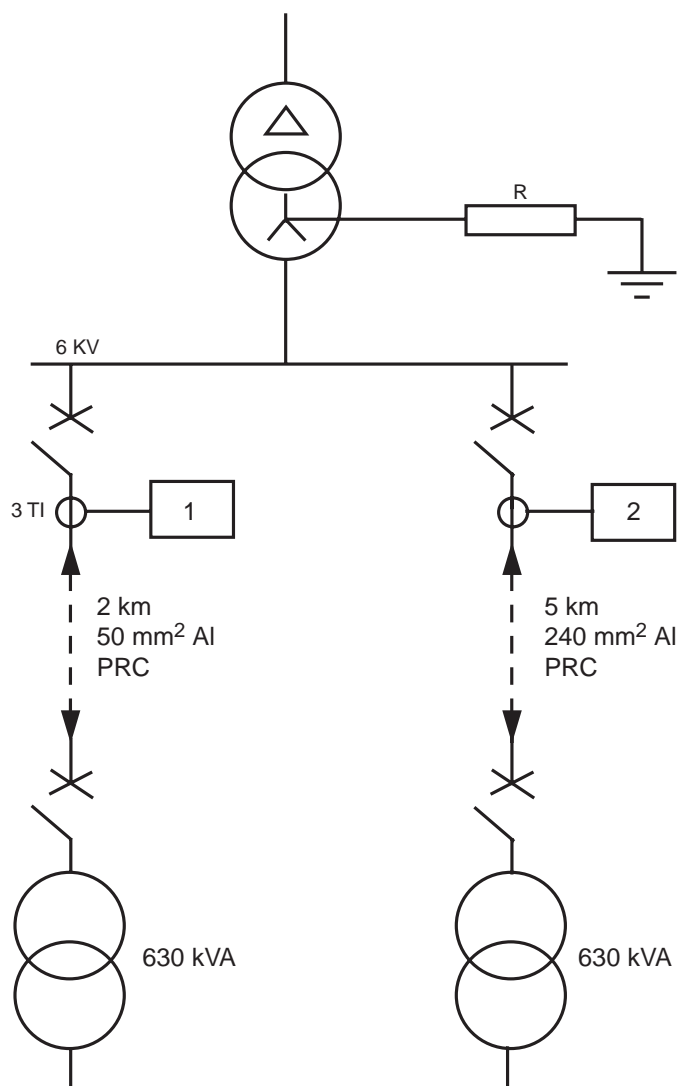 R
6 KV
3 TI
1
2
2 km
50 mm² Al
PRC
5 km
240 mm² Al
PRC
630 kVA
630 kVA